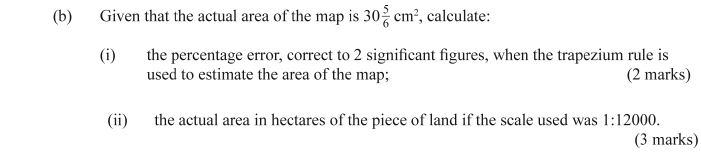 (b) Given that the actual area of the map is 30 5/6 cm², calculate:
(i) the percentage error, correct to 2 significant figures, when the trapezium rule is
used to estimate the area of the map; (2 marks)
(ii) the actual area in hectares of the piece of land if the scale used was 1:12000.
(3 marks)